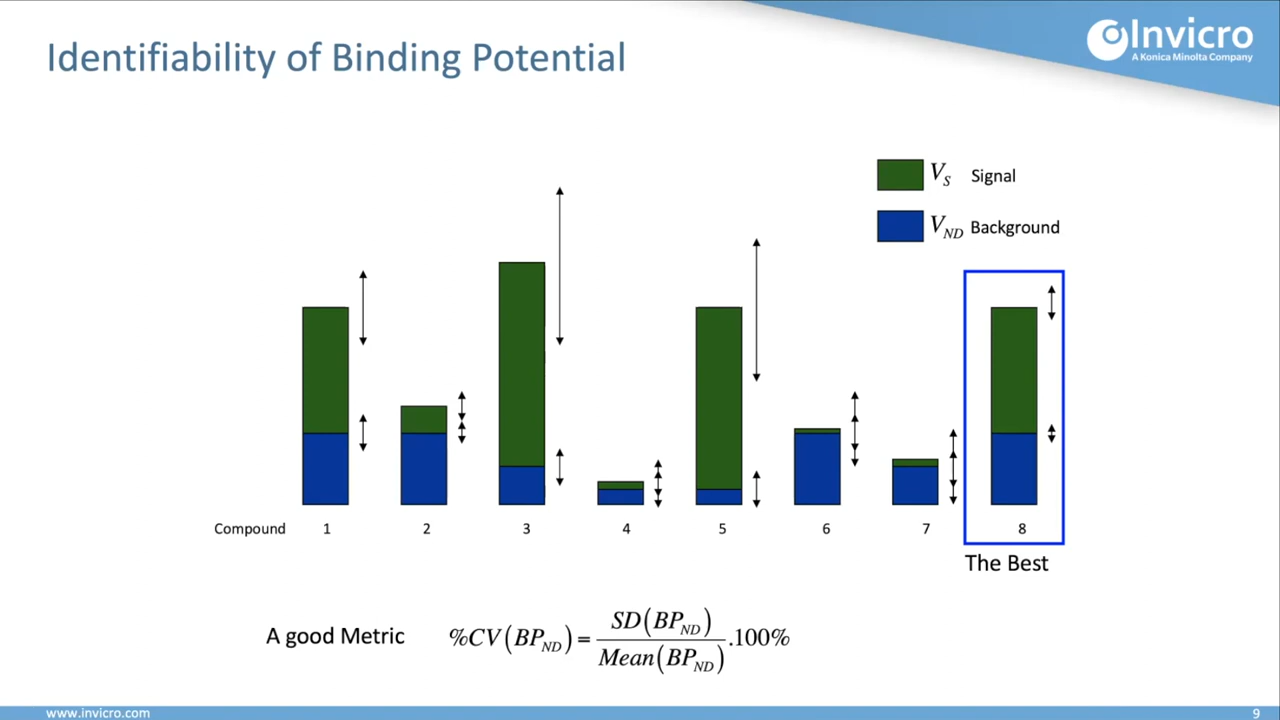 Identifiability of Binding Potential
Invicro
A Konica Minolta Company
V_S Signal
V_ND Background
Compound 1 2 3 4 5 6 7 8
The Best
A good Metric %CV(BP_ND) = SD(BP_ND) / Mean(BP_ND) .100%
www.invicro.com 9